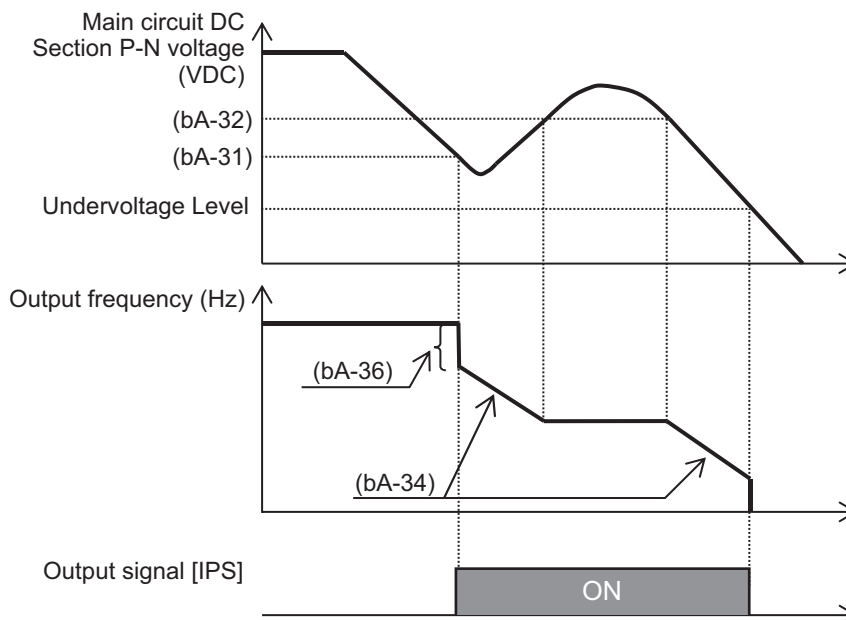 Main circuit DC
Section P-N voltage
(VDC)
(bA-32)
(bA-31)
Undervoltage Level
Output frequency (Hz)
(bA-36)
(bA-34)
Output signal [IPS]
ON